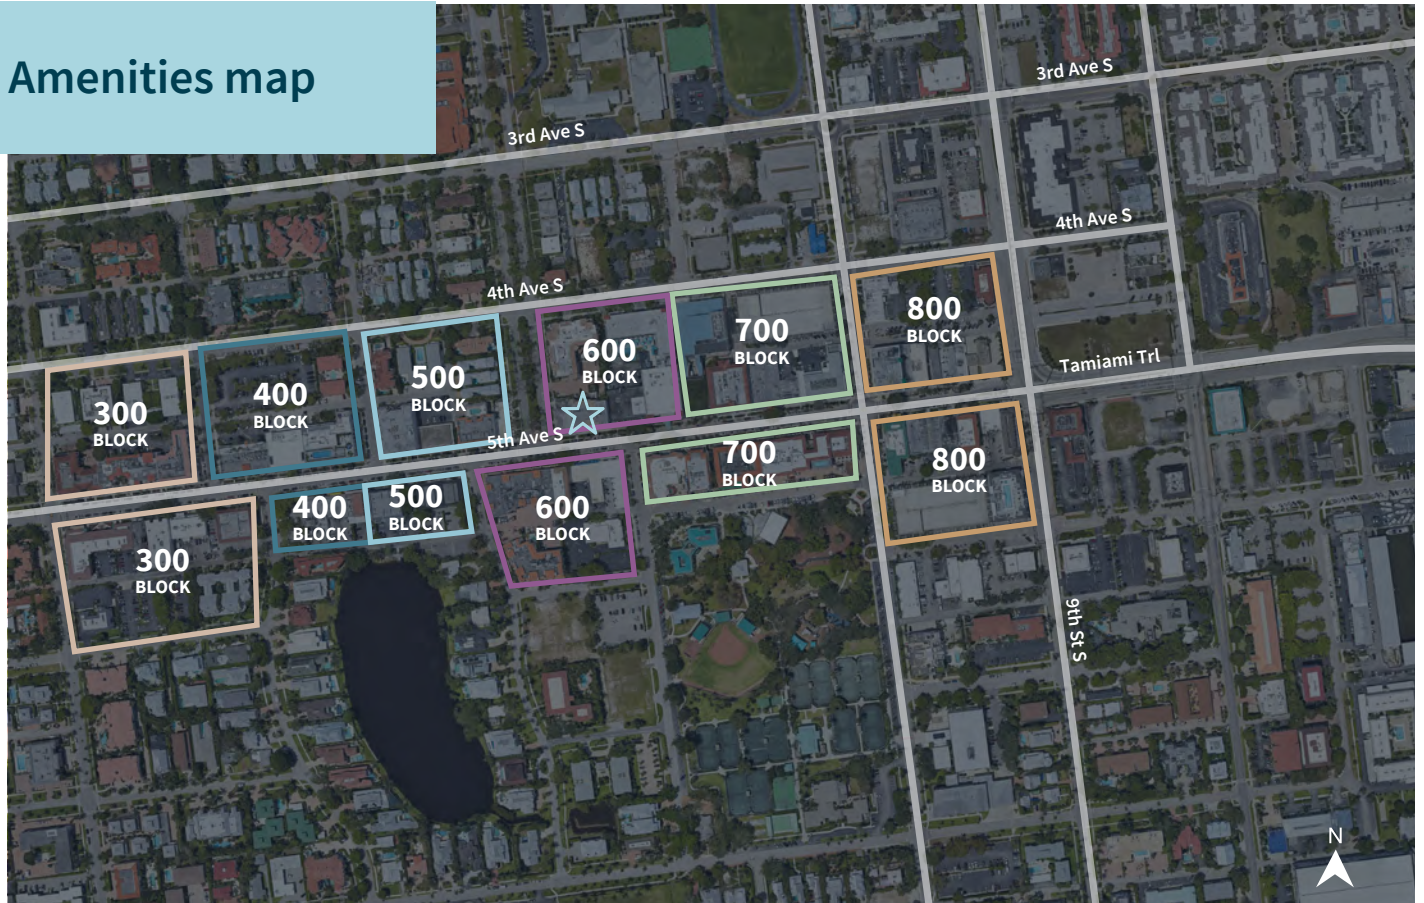 Amenities map
3rd Ave S
3rd Ave S
4th Ave S
4th Ave S
Tamiami Trl
5th Ave S
9th St S
300
BLOCK
400
BLOCK
500
BLOCK
600
BLOCK
700
BLOCK
800
BLOCK
300
BLOCK
400
BLOCK
500
BLOCK
600
BLOCK
700
BLOCK
800
BLOCK
N